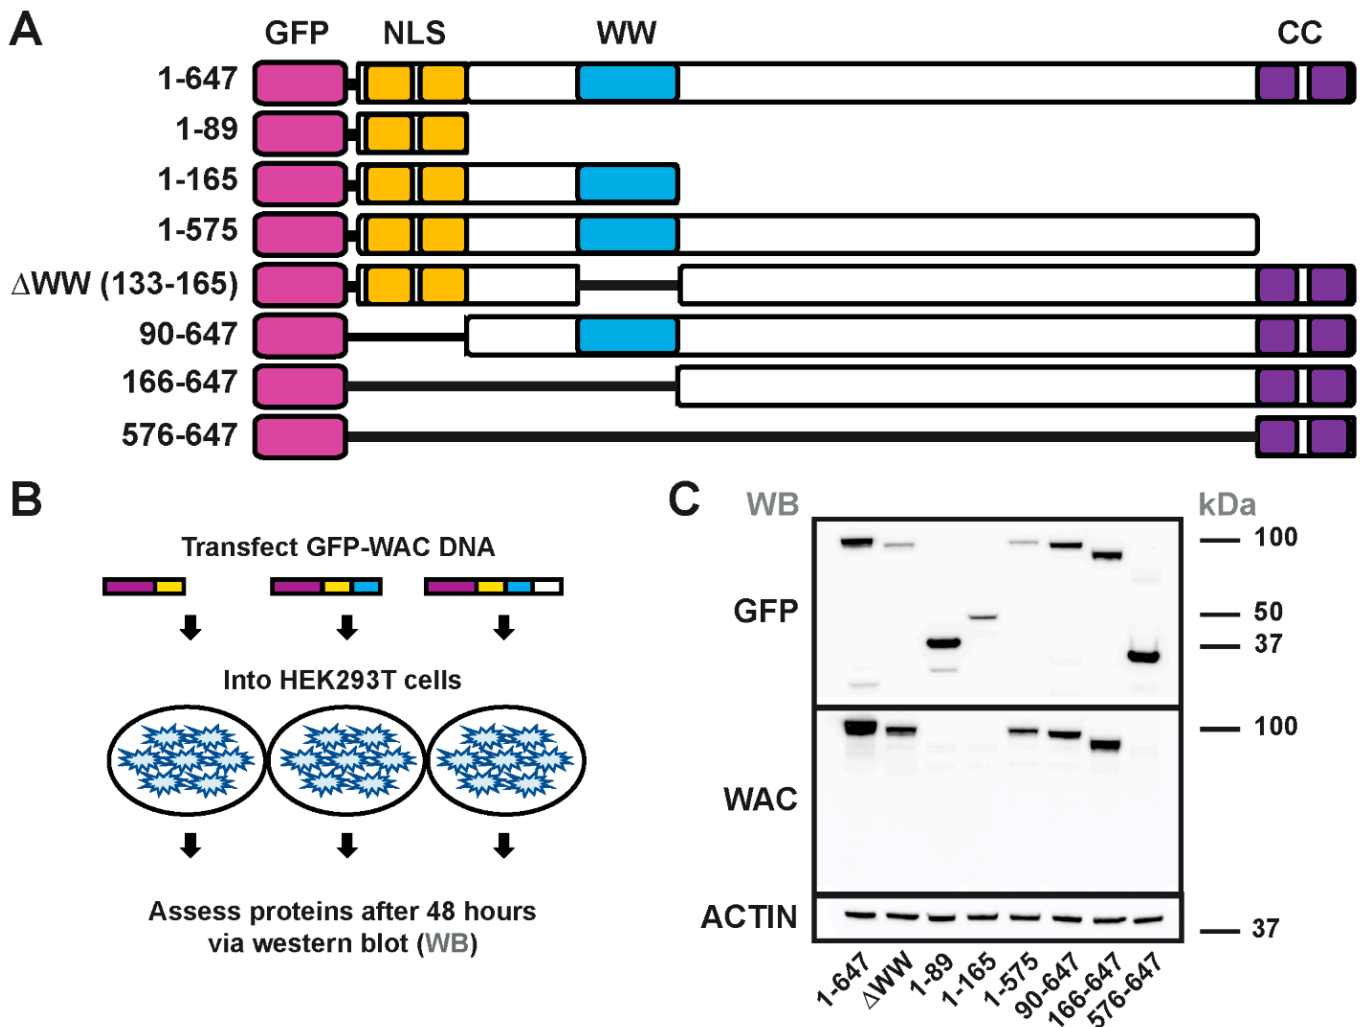 A
GFP NLS WW CC
1-647
1-89
1-165
1-575
ΔWW (133-165)
90-647
166-647
576-647
B
Transfect GFP-WAC DNA
Into HEK293T cells
Assess proteins after 48 hours
via western blot (WB)
C
WB kDa
GFP
100
50
37
WAC
100
ACTIN
37
1-647 ΔWW 1-89 1-165 1-575 90-647 166-647 576-647